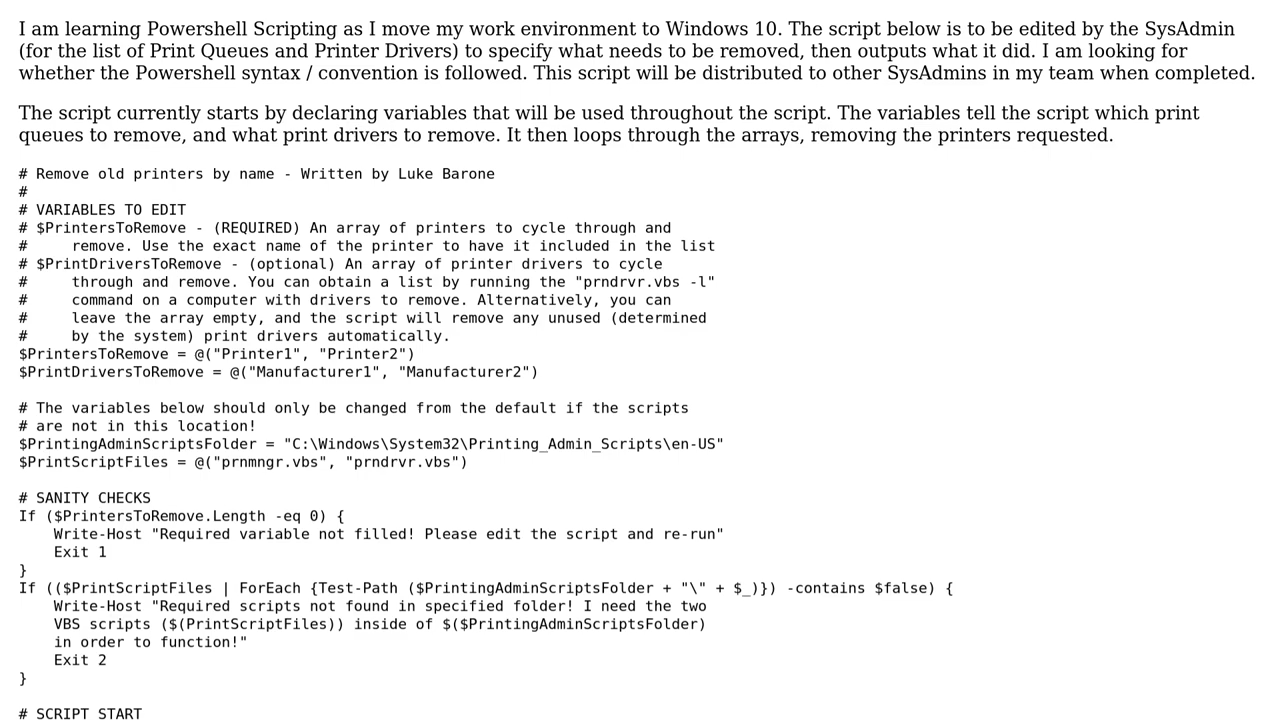 I am learning Powershell Scripting as I move my work environment to Windows 10. The script below is to be edited by the SysAdmin
(for the list of Print Queues and Printer Drivers) to specify what needs to be removed, then outputs what it did. I am looking for
whether the Powershell syntax / convention is followed. This script will be distributed to other SysAdmins in my team when completed.
The script currently starts by declaring variables that will be used throughout the script. The variables tell the script which print
queues to remove, and what print drivers to remove. It then loops through the arrays, removing the printers requested.
# Remove old printers by name - Written by Luke Barone
#
# VARIABLES TO EDIT
# $PrintersToRemove - (REQUIRED) An array of printers to cycle through and
#     remove. Use the exact name of the printer to have it included in the list
# $PrintDriversToRemove - (optional) An array of printer drivers to cycle
#     through and remove. You can obtain a list by running the "prndrvr.vbs -l"
#     command on a computer with drivers to remove. Alternatively, you can
#     leave the array empty, and the script will remove any unused (determined
#     by the system) print drivers automatically.
$PrintersToRemove = @("Printer1", "Printer2")
$PrintDriversToRemove = @("Manufacturer1", "Manufacturer2")
# The variables below should only be changed from the default if the scripts
# are not in this location!
$PrintingAdminScriptsFolder = "C:\Windows\System32\Printing_Admin_Scripts\en-US"
$PrintScriptFiles = @("prnmngr.vbs", "prndrvr.vbs")
# SANITY CHECKS
If ($PrintersToRemove.Length -eq 0) {
    Write-Host "Required variable not filled! Please edit the script and re-run"
    Exit 1
}
If (($PrintScriptFiles | ForEach {Test-Path ($PrintingAdminScriptsFolder + "\" + $_)}) -contains $false) {
    Write-Host "Required scripts not found in specified folder! I need the two
    VBS scripts ($(PrintScriptFiles)) inside of $($PrintingAdminScriptsFolder)
    in order to function!"
    Exit 2
}
# SCRIPT START